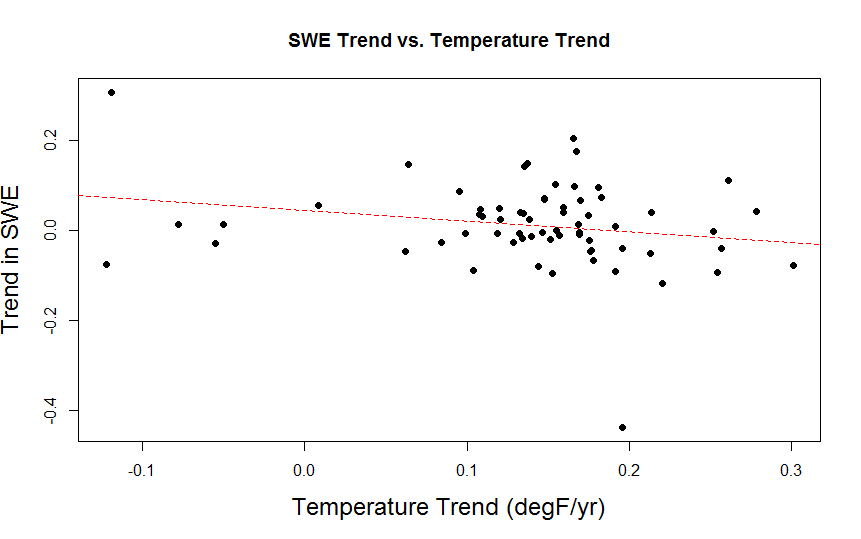 SWE Trend vs. Temperature Trend
Trend in SWE
0.2
0.0
-0.2
-0.4
-0.1 0.0 0.1 0.2 0.3
Temperature Trend (degF/yr)